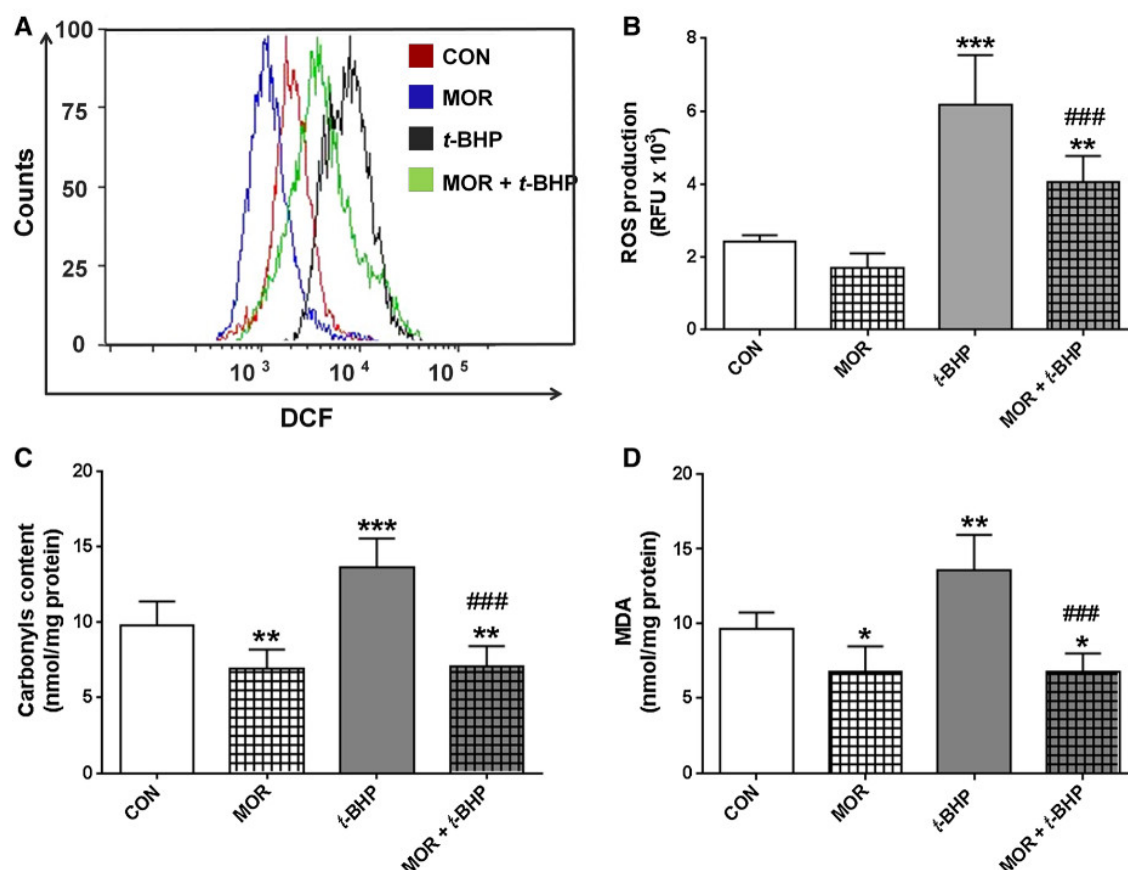 A
100
75
50
25
0
Counts
CON
MOR
t-BHP
MOR + t-BHP
10^3 10^4 10^5
DCF
B
8
6
4
2
0
ROS production
(RFU x 10^3)
***
###
**
CON
MOR
t-BHP
MOR + t-BHP
C
20
15
10
5
0
Carbonyls content
(nmol/mg protein)
**
***
###
**
CON
MOR
t-BHP
MOR + t-BHP
D
20
15
10
5
0
MDA
(nmol/mg protein)
*
**
###
*
CON
MOR
t-BHP
MOR + t-BHP